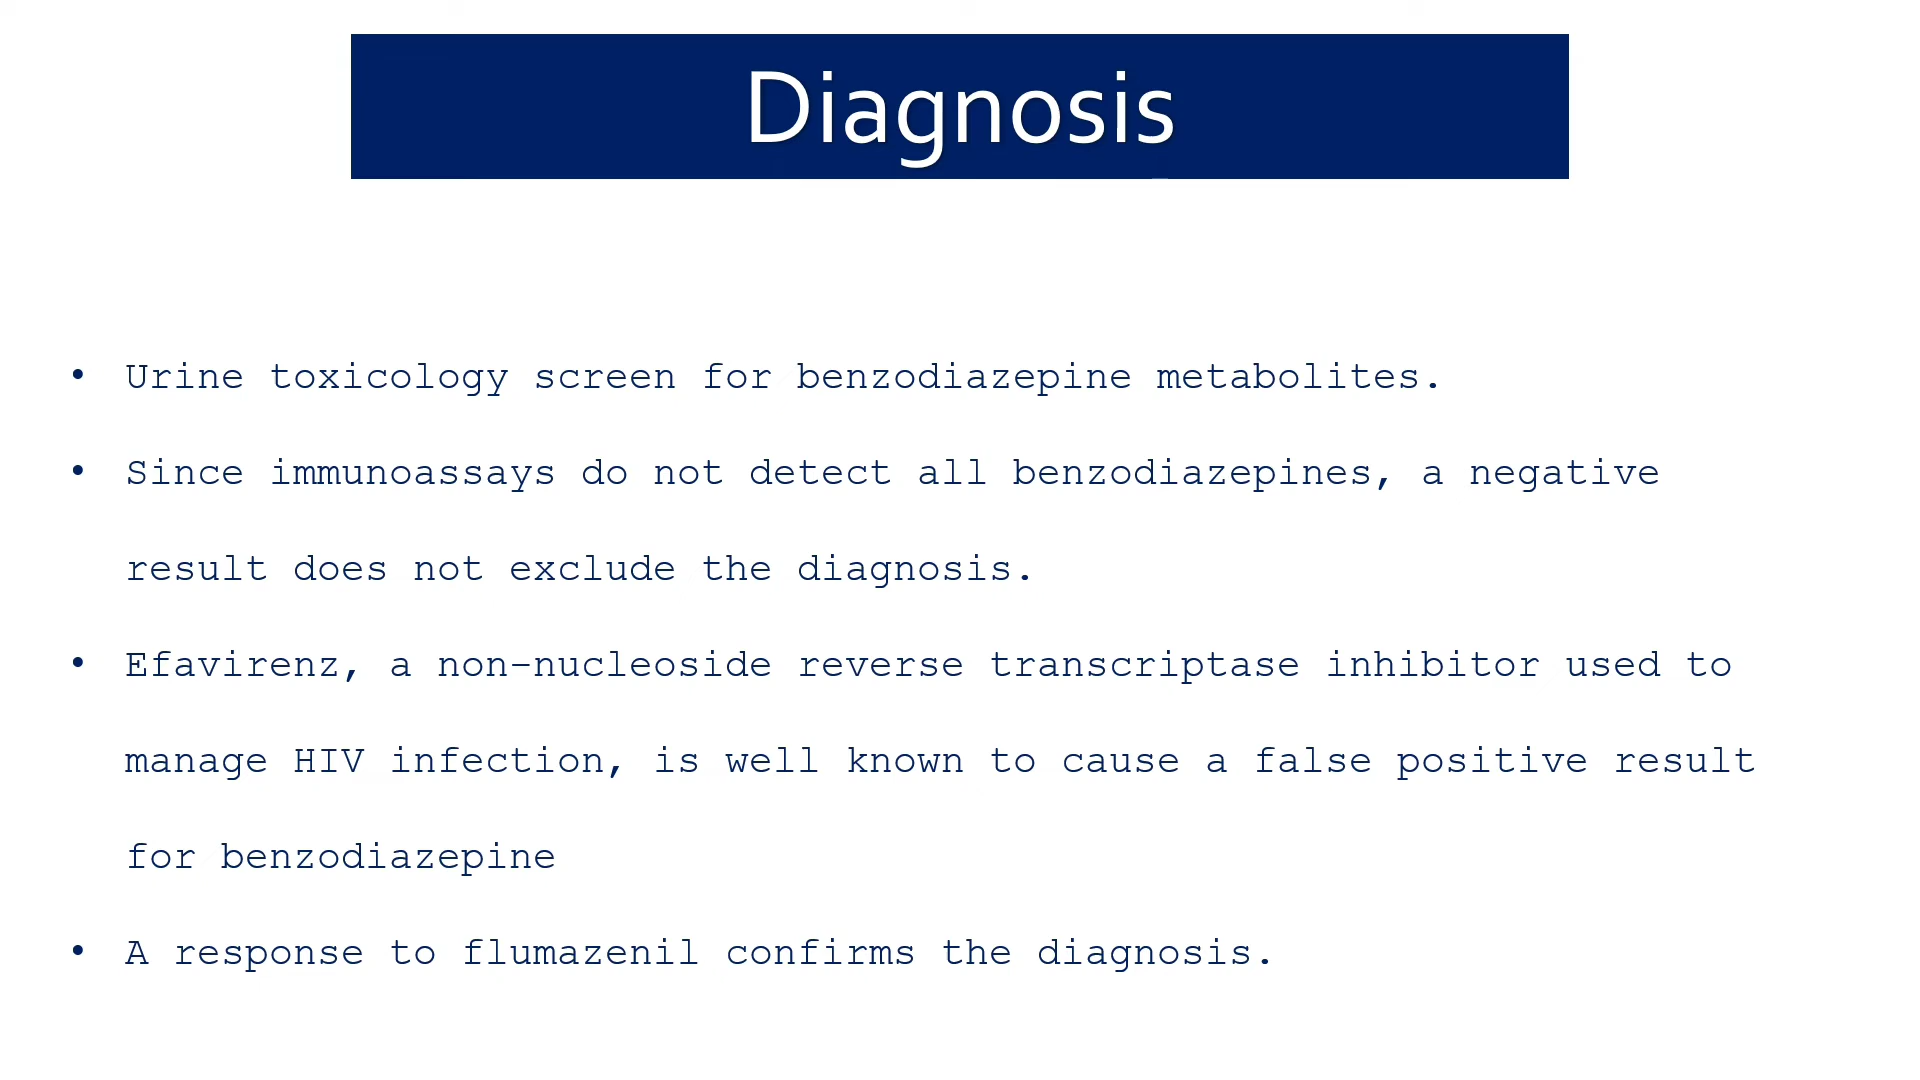 Diagnosis
• Urine toxicology screen for benzodiazepine metabolites.
• Since immunoassays do not detect all benzodiazepines, a negative
result does not exclude the diagnosis.
• Efavirenz, a non-nucleoside reverse transcriptase inhibitor used to
manage HIV infection, is well known to cause a false positive result
for benzodiazepine
• A response to flumazenil confirms the diagnosis.